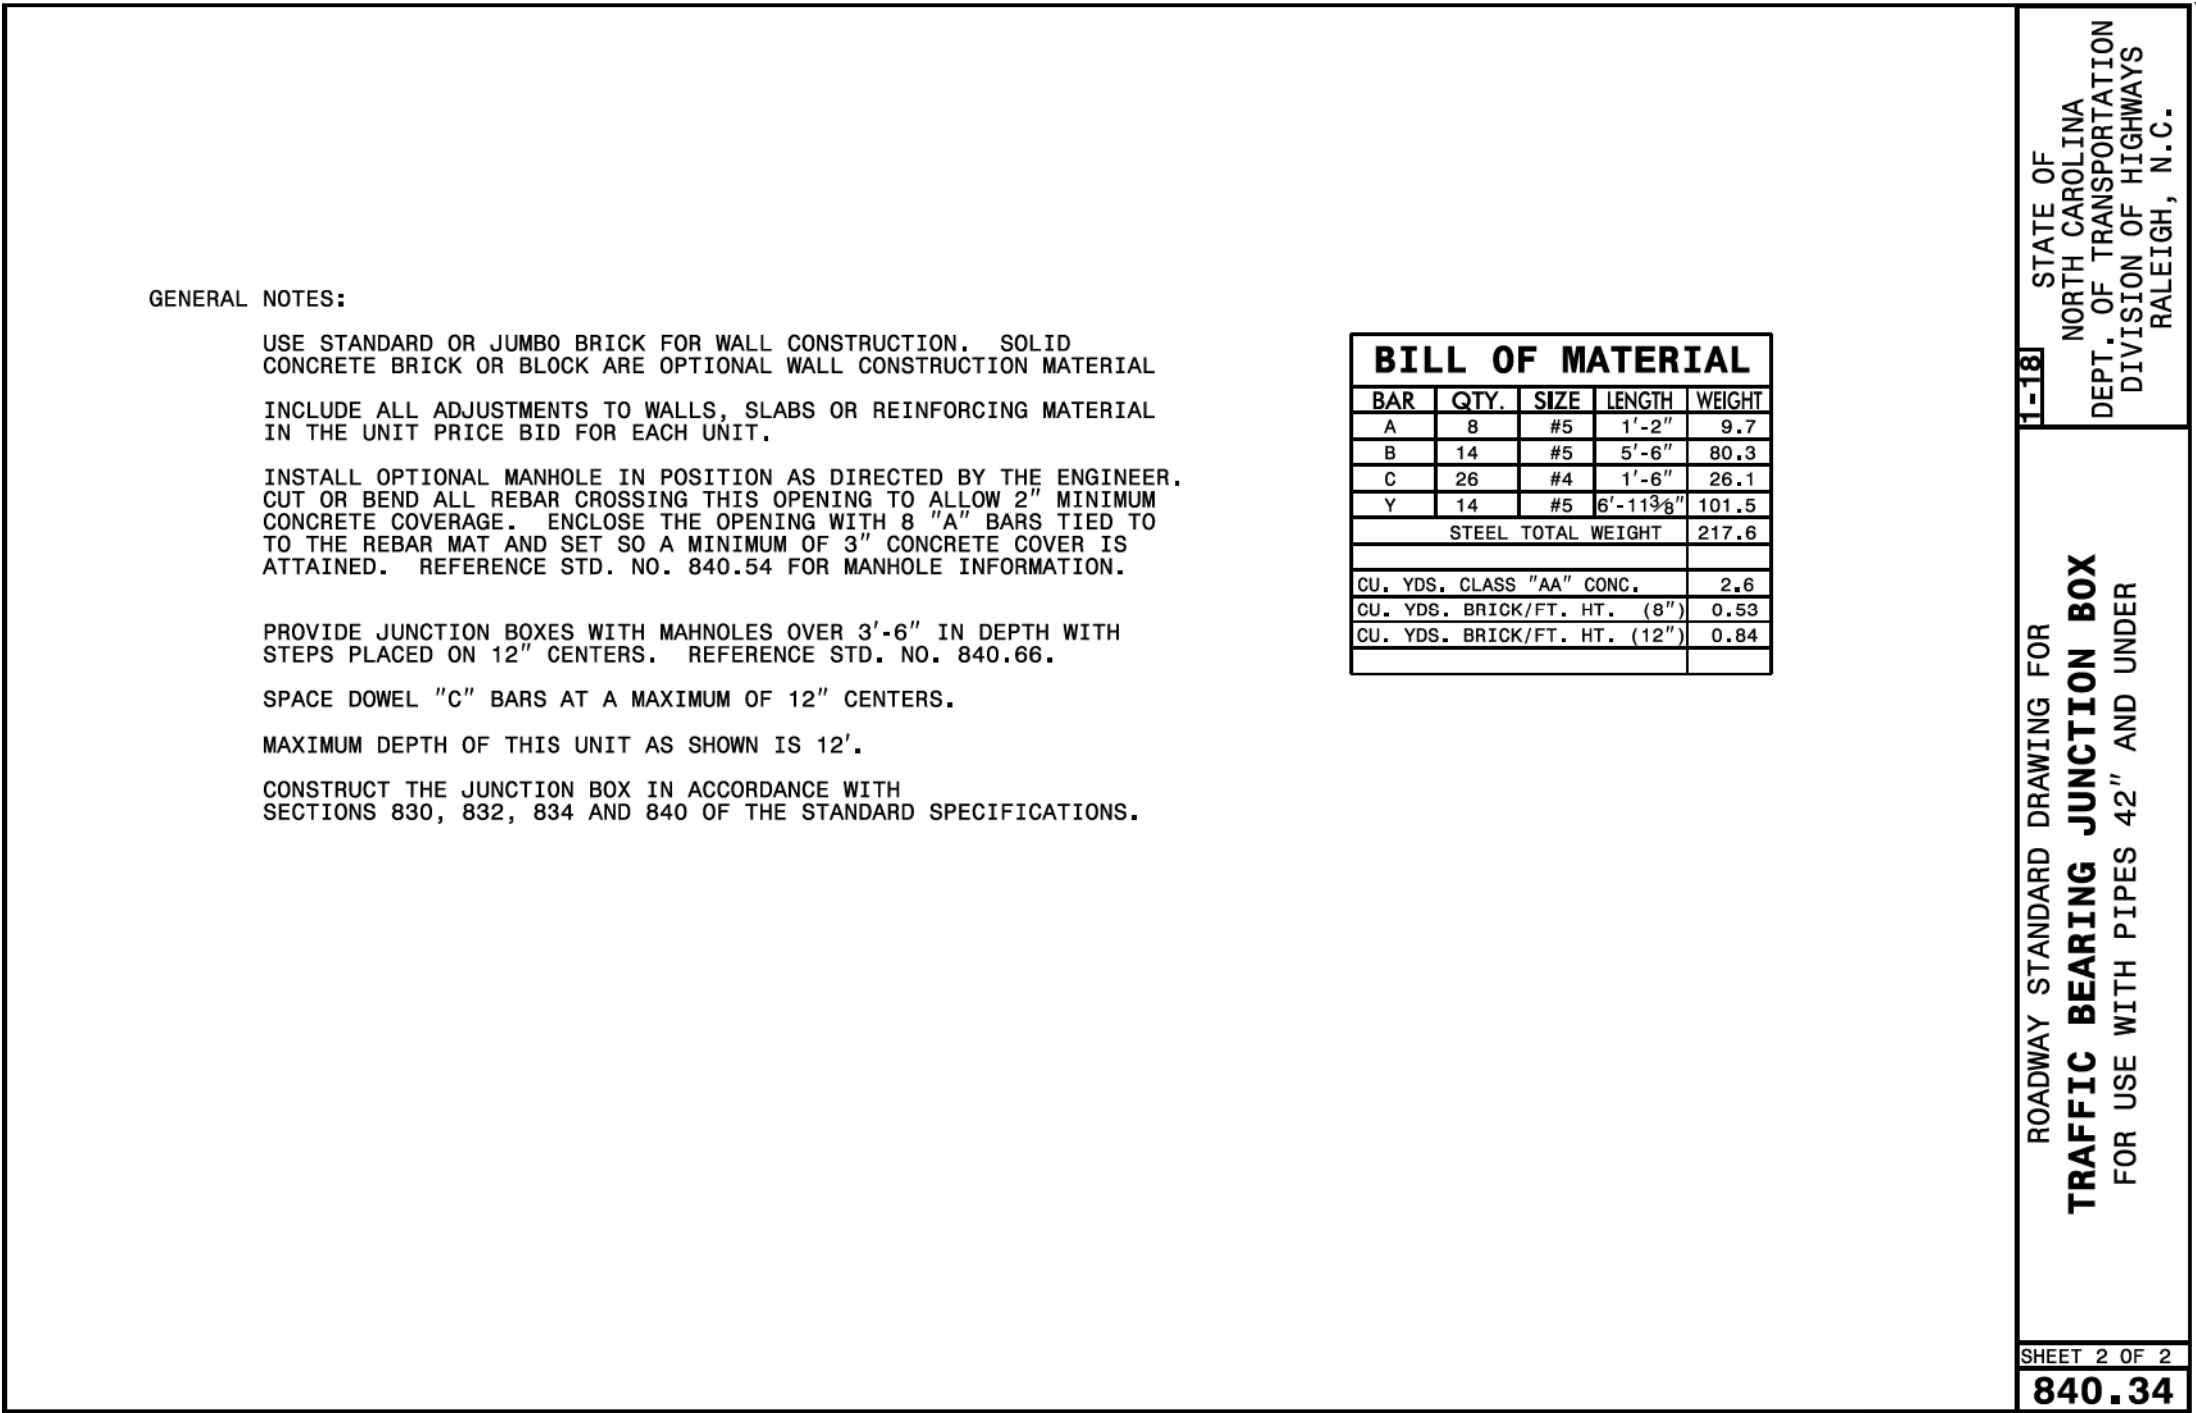 GENERAL NOTES:
USE STANDARD OR JUMBO BRICK FOR WALL CONSTRUCTION. SOLID
CONCRETE BRICK OR BLOCK ARE OPTIONAL WALL CONSTRUCTION MATERIAL
INCLUDE ALL ADJUSTMENTS TO WALLS, SLABS OR REINFORCING MATERIAL
IN THE UNIT PRICE BID FOR EACH UNIT.
INSTALL OPTIONAL MANHOLE IN POSITION AS DIRECTED BY THE ENGINEER.
CUT OR BEND ALL REBAR CROSSING THIS OPENING TO ALLOW 2" MINIMUM
CONCRETE COVERAGE. ENCLOSE THE OPENING WITH 8 "A" BARS TIED TO
TO THE REBAR MAT AND SET SO A MINIMUM OF 3" CONCRETE COVER IS
ATTAINED. REFERENCE STD. NO. 840.54 FOR MANHOLE INFORMATION.
PROVIDE JUNCTION BOXES WITH MAHNOLES OVER 3'-6" IN DEPTH WITH
STEPS PLACED ON 12" CENTERS. REFERENCE STD. NO. 840.66.
SPACE DOWEL "C" BARS AT A MAXIMUM OF 12" CENTERS.
MAXIMUM DEPTH OF THIS UNIT AS SHOWN IS 12'.
CONSTRUCT THE JUNCTION BOX IN ACCORDANCE WITH
SECTIONS 830, 832, 834 AND 840 OF THE STANDARD SPECIFICATIONS.
BILL OF MATERIAL
BAR QTY. SIZE LENGTH WEIGHT
A 8 #5 1'-2" 9.7
B 14 #5 5'-6" 80.3
C 26 #4 1'-6" 26.1
Y 14 #5 6'-11⅜" 101.5
STEEL TOTAL WEIGHT 217.6
CU. YDS. CLASS "AA" CONC. 2.6
CU. YDS. BRICK/FT. HT. (8") 0.53
CU. YDS. BRICK/FT. HT. (12") 0.84
1-18
STATE OF
NORTH CAROLINA
DEPT. OF TRANSPORTATION
DIVISION OF HIGHWAYS
RALEIGH, N.C.
ROADWAY STANDARD DRAWING FOR
TRAFFIC BEARING JUNCTION BOX
FOR USE WITH PIPES 42" AND UNDER
SHEET 2 OF 2
840.34